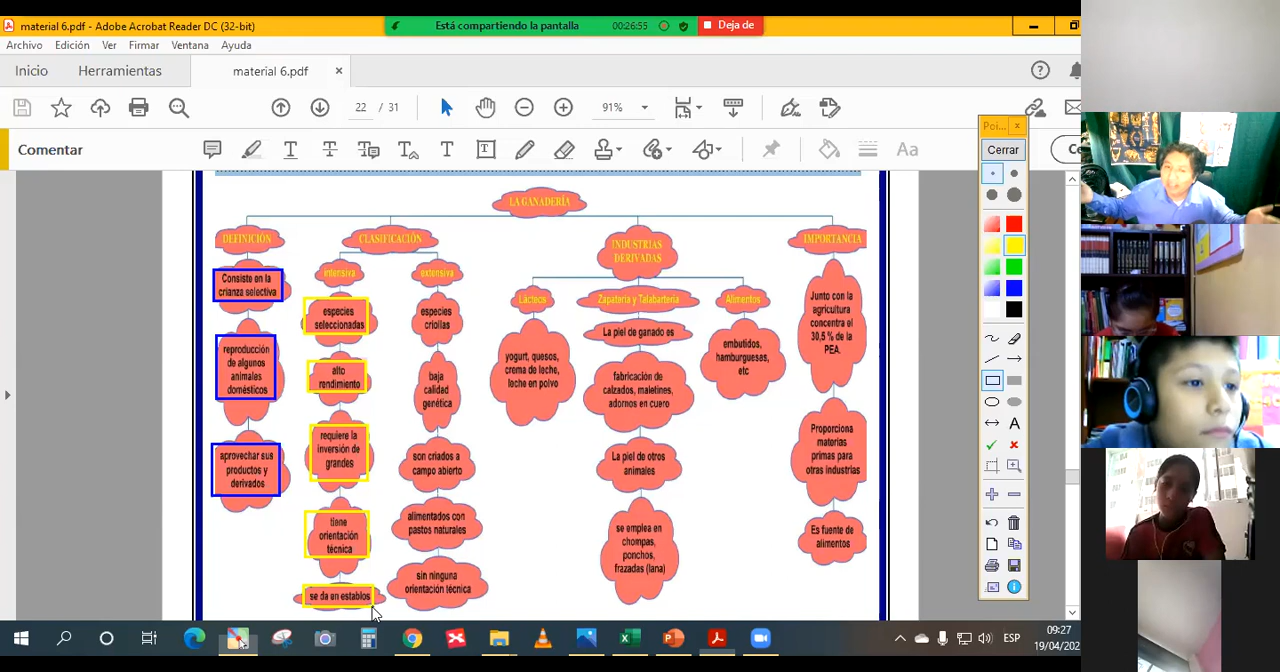 material 6.pdf - Adobe Acrobat Reader DC (32-bit)
Está compartiendo la pantalla
00:26:55
Deja de
Archivo Edición Ver Firmar Ventana Ayuda
Inicio Herramientas material 6.pdf ×
22 / 31
91%
Comentar
Aa
Poi...
Cerrar
A
LA GANADERÍA
DEFINICIÓN
Consiste en la
crianza selectiva
reproducción
de algunos
animales
domésticos
aprovechar sus
productos y
derivados
CLASIFICACIÓN
intensiva
especies
seleccionadas
alto
rendimiento
requiere la
inversión de
grandes
tiene
orientación
técnica
se da en establos
extensiva
especies
criollas
baja
calidad
genética
son criados a
campo abierto
alimentados con
pastos naturales
sin ninguna
orientación técnica
INDUSTRIAS
DERIVADAS
Lácteos
yogurt, quesos,
crema de leche,
leche en polvo
Zapatería y Talabartería
La piel de ganado es
fabricación de
calzados, maletines,
adornos en cuero
La piel de otros
animales
se emplea en
chompas,
ponchos,
frazadas (lana)
Alimentos
embutidos,
hamburguesas,
etc
IMPORTANCIA
Junto con la
agricultura
concentra el
30,5 % de la
PEA.
Proporciona
materias
primas para
otras industrias
Es fuente de
alimentos
ESP
09:27
19/04/202